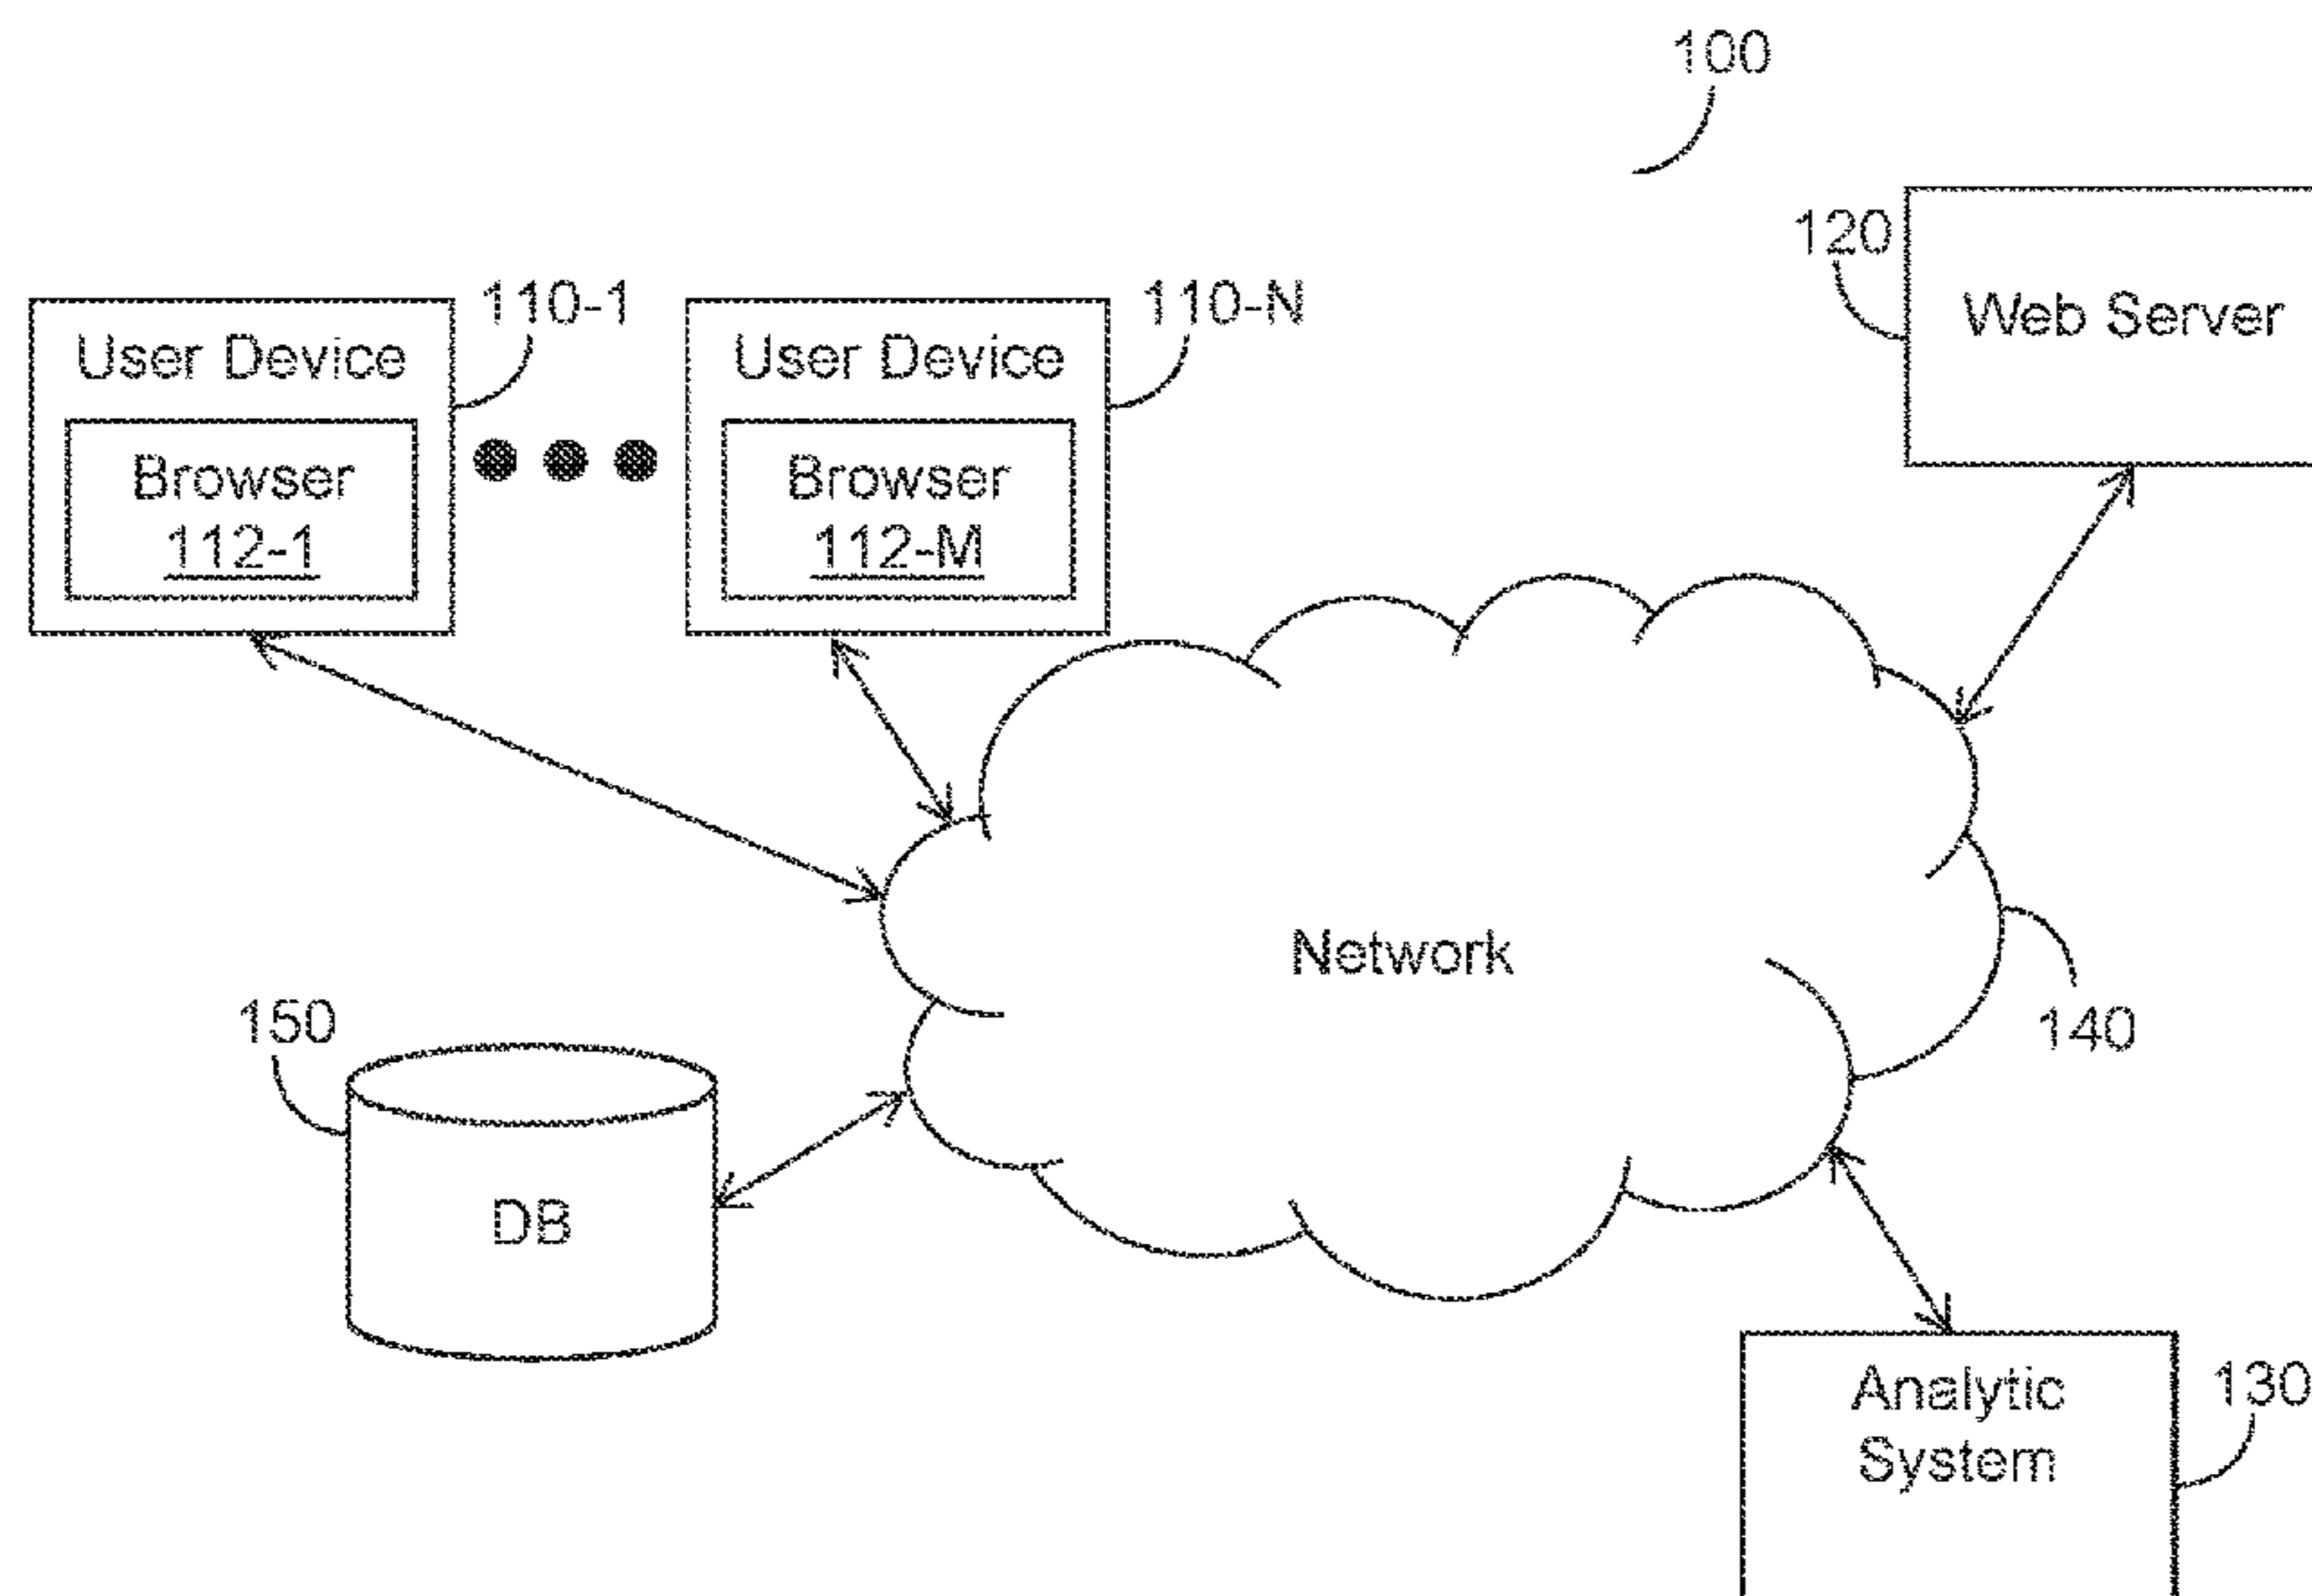 100
120
Web Server
110-1
110-N
User Device
User Device
Browser
112-1
Browser
112-M
Network
140
150
DB
Analytic
System
130